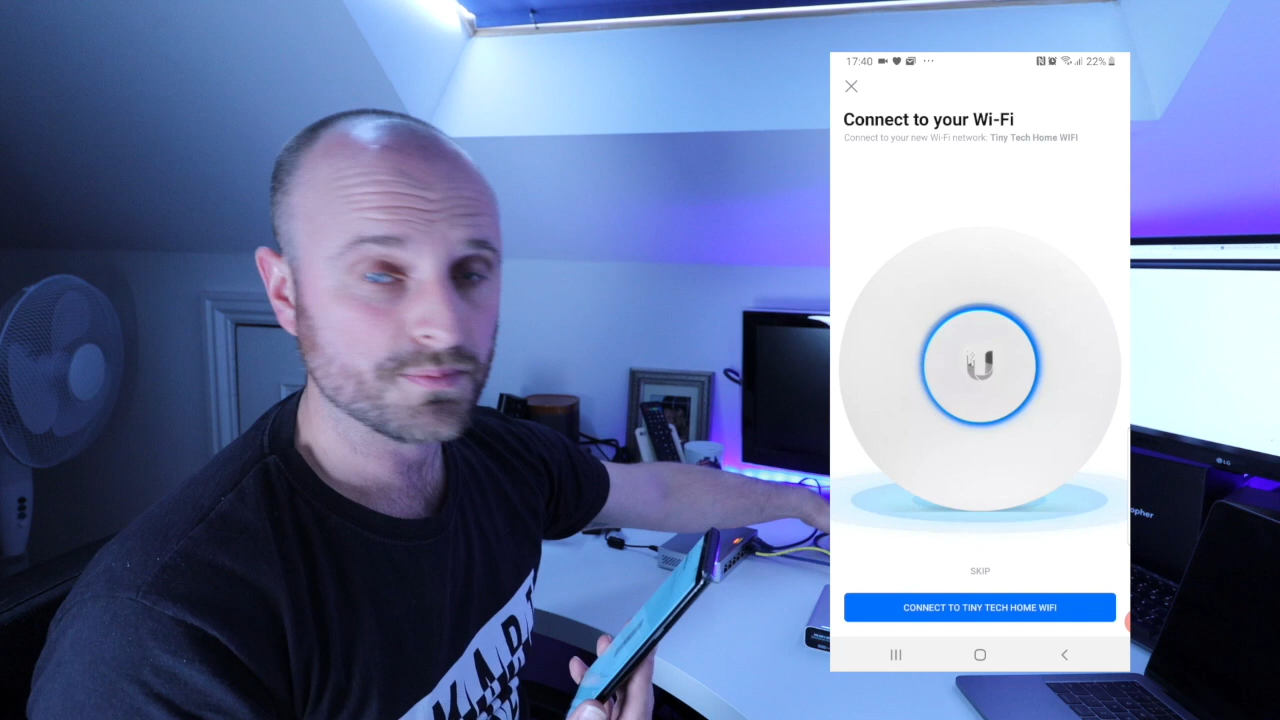 17:40
22%
Connect to your Wi-Fi
Connect to your new Wi-Fi network: Tiny Tech Home WIFI
U
SKIP
CONNECT TO TINY TECH HOME WIFI
LG
opher